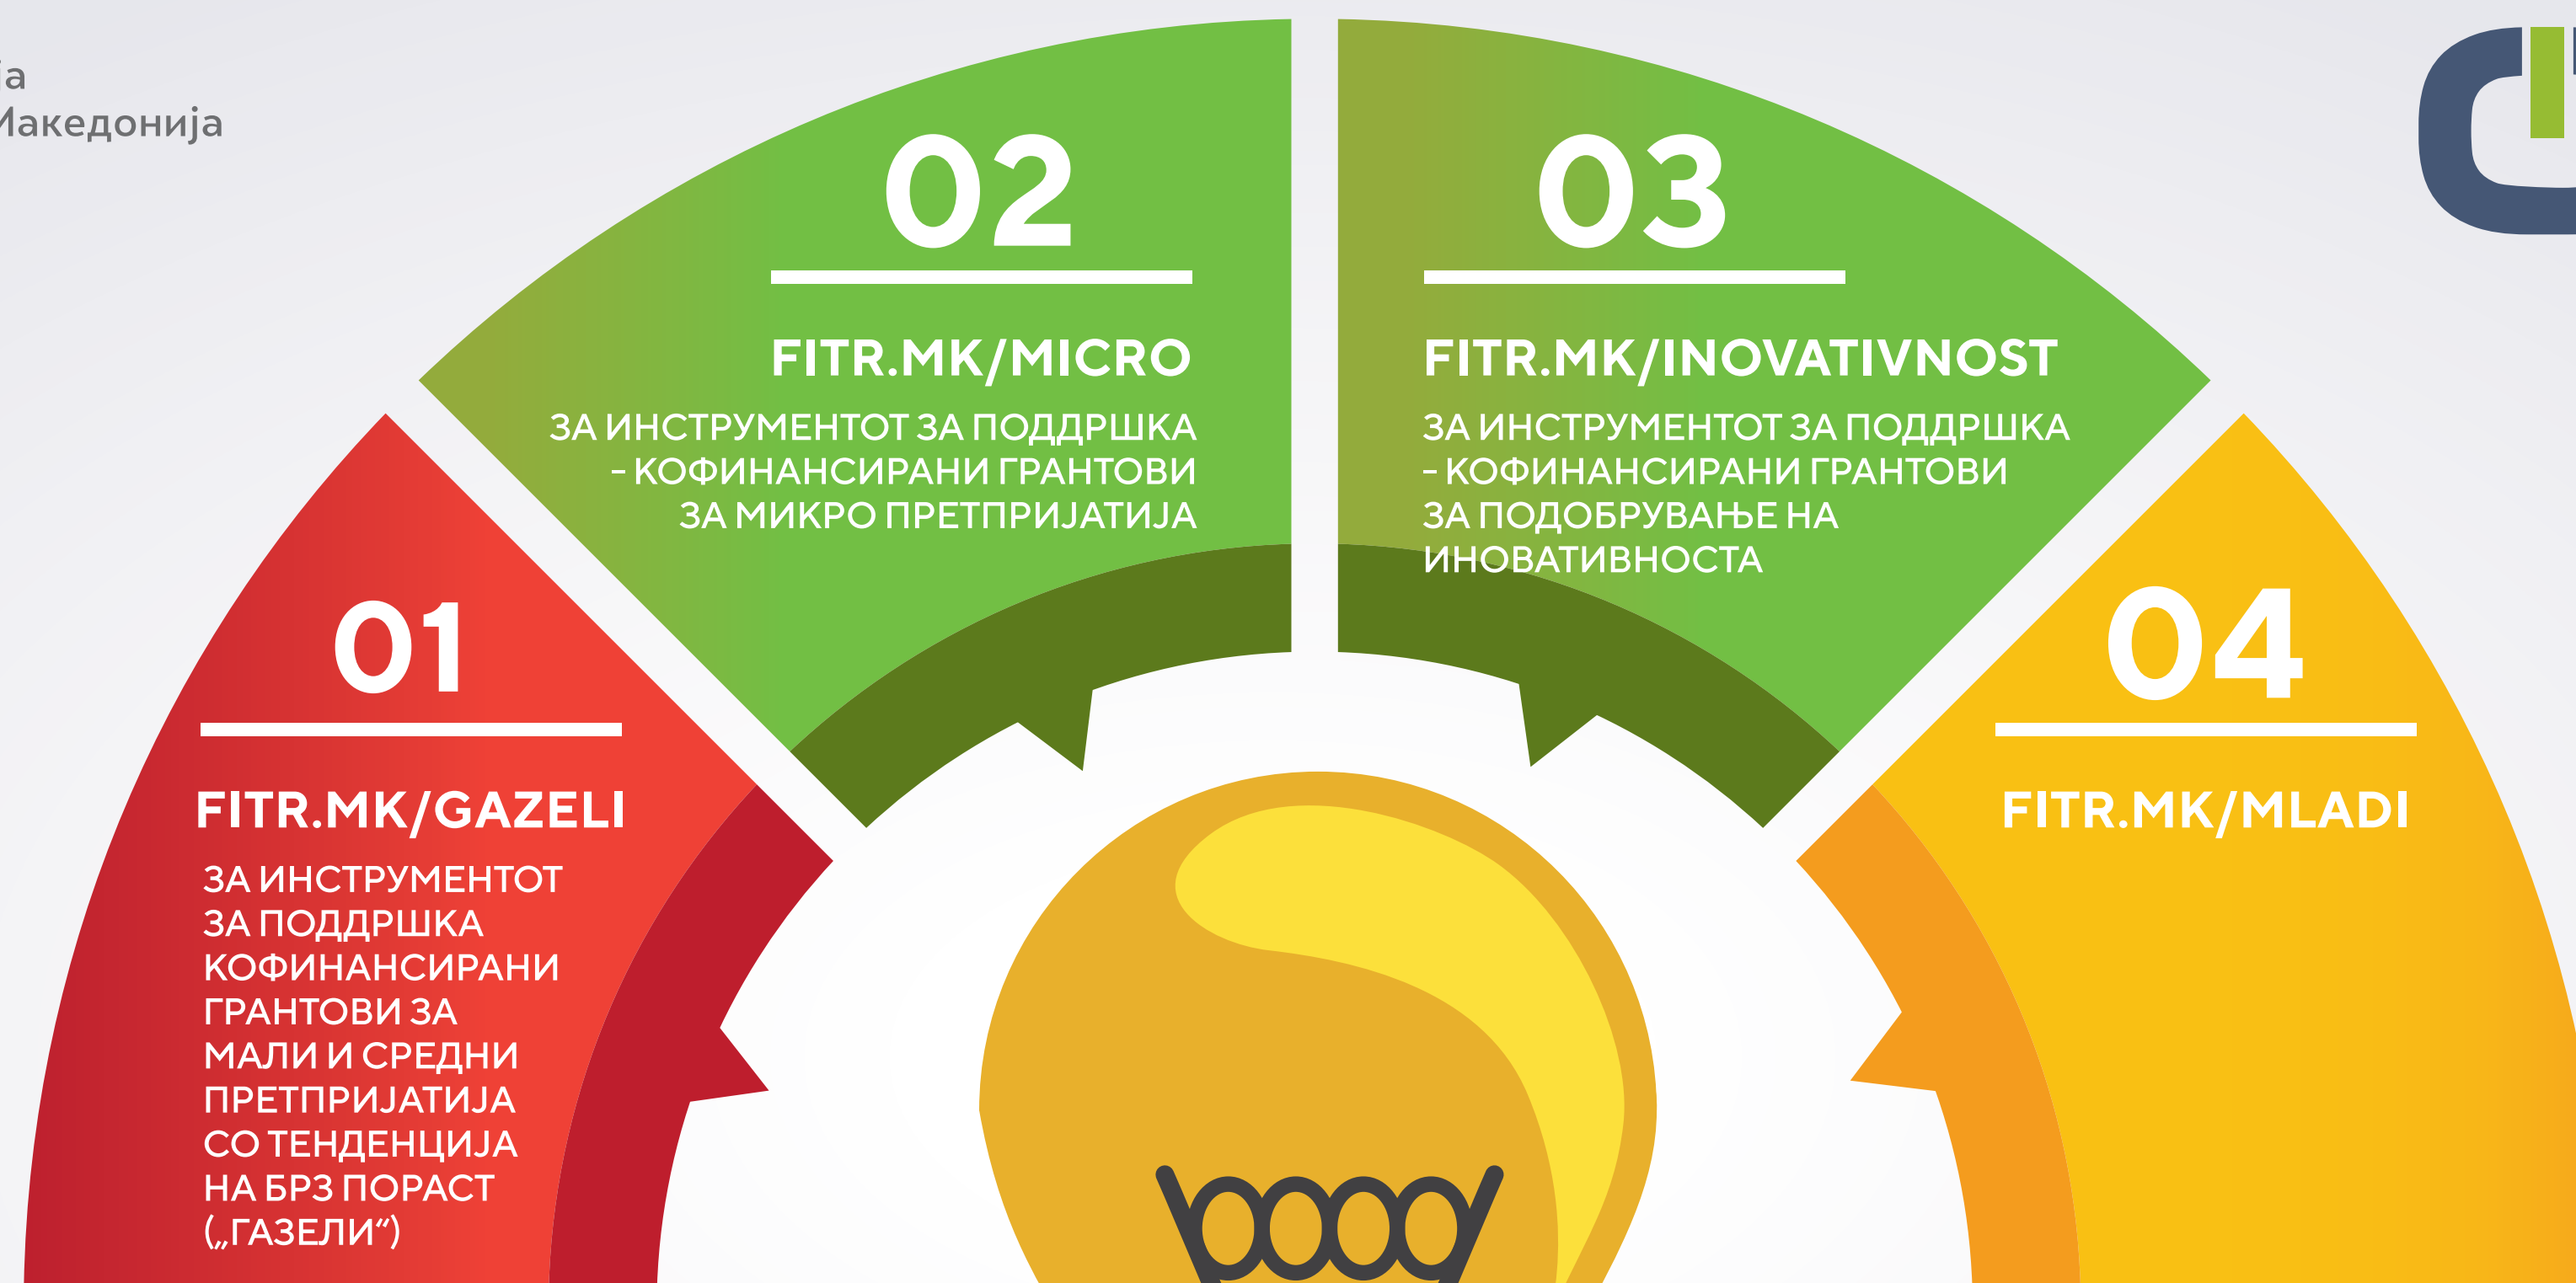 Македонија
02
FITR.MK/MICRO
ЗА ИНСТРУМЕНТОТ ЗА ПОДДРШКА
- КОФИНАНСИРАНИ ГРАНТОВИ
ЗА МИКРО ПРЕТПРИЈАТИЈА
03
FITR.MK/INOVATIVNOST
ЗА ИНСТРУМЕНТОТ ЗА ПОДДРШКА
- КОФИНАНСИРАНИ ГРАНТОВИ
ЗА ПОДОБРУВАЊЕ НА
ИНОВАТИВНОСТА
01
FITR.MK/GAZELI
ЗА ИНСТРУМЕНТОТ
ЗА ПОДДРШКА
КОФИНАНСИРАНИ
ГРАНТОВИ ЗА
МАЛИ И СРЕДНИ
ПРЕТПРИЈАТИЈА
СО ТЕНДЕНЦИЈА
НА БРЗ ПОРАСТ
(„ГАЗЕЛИ“)
04
FITR.MK/MLADI